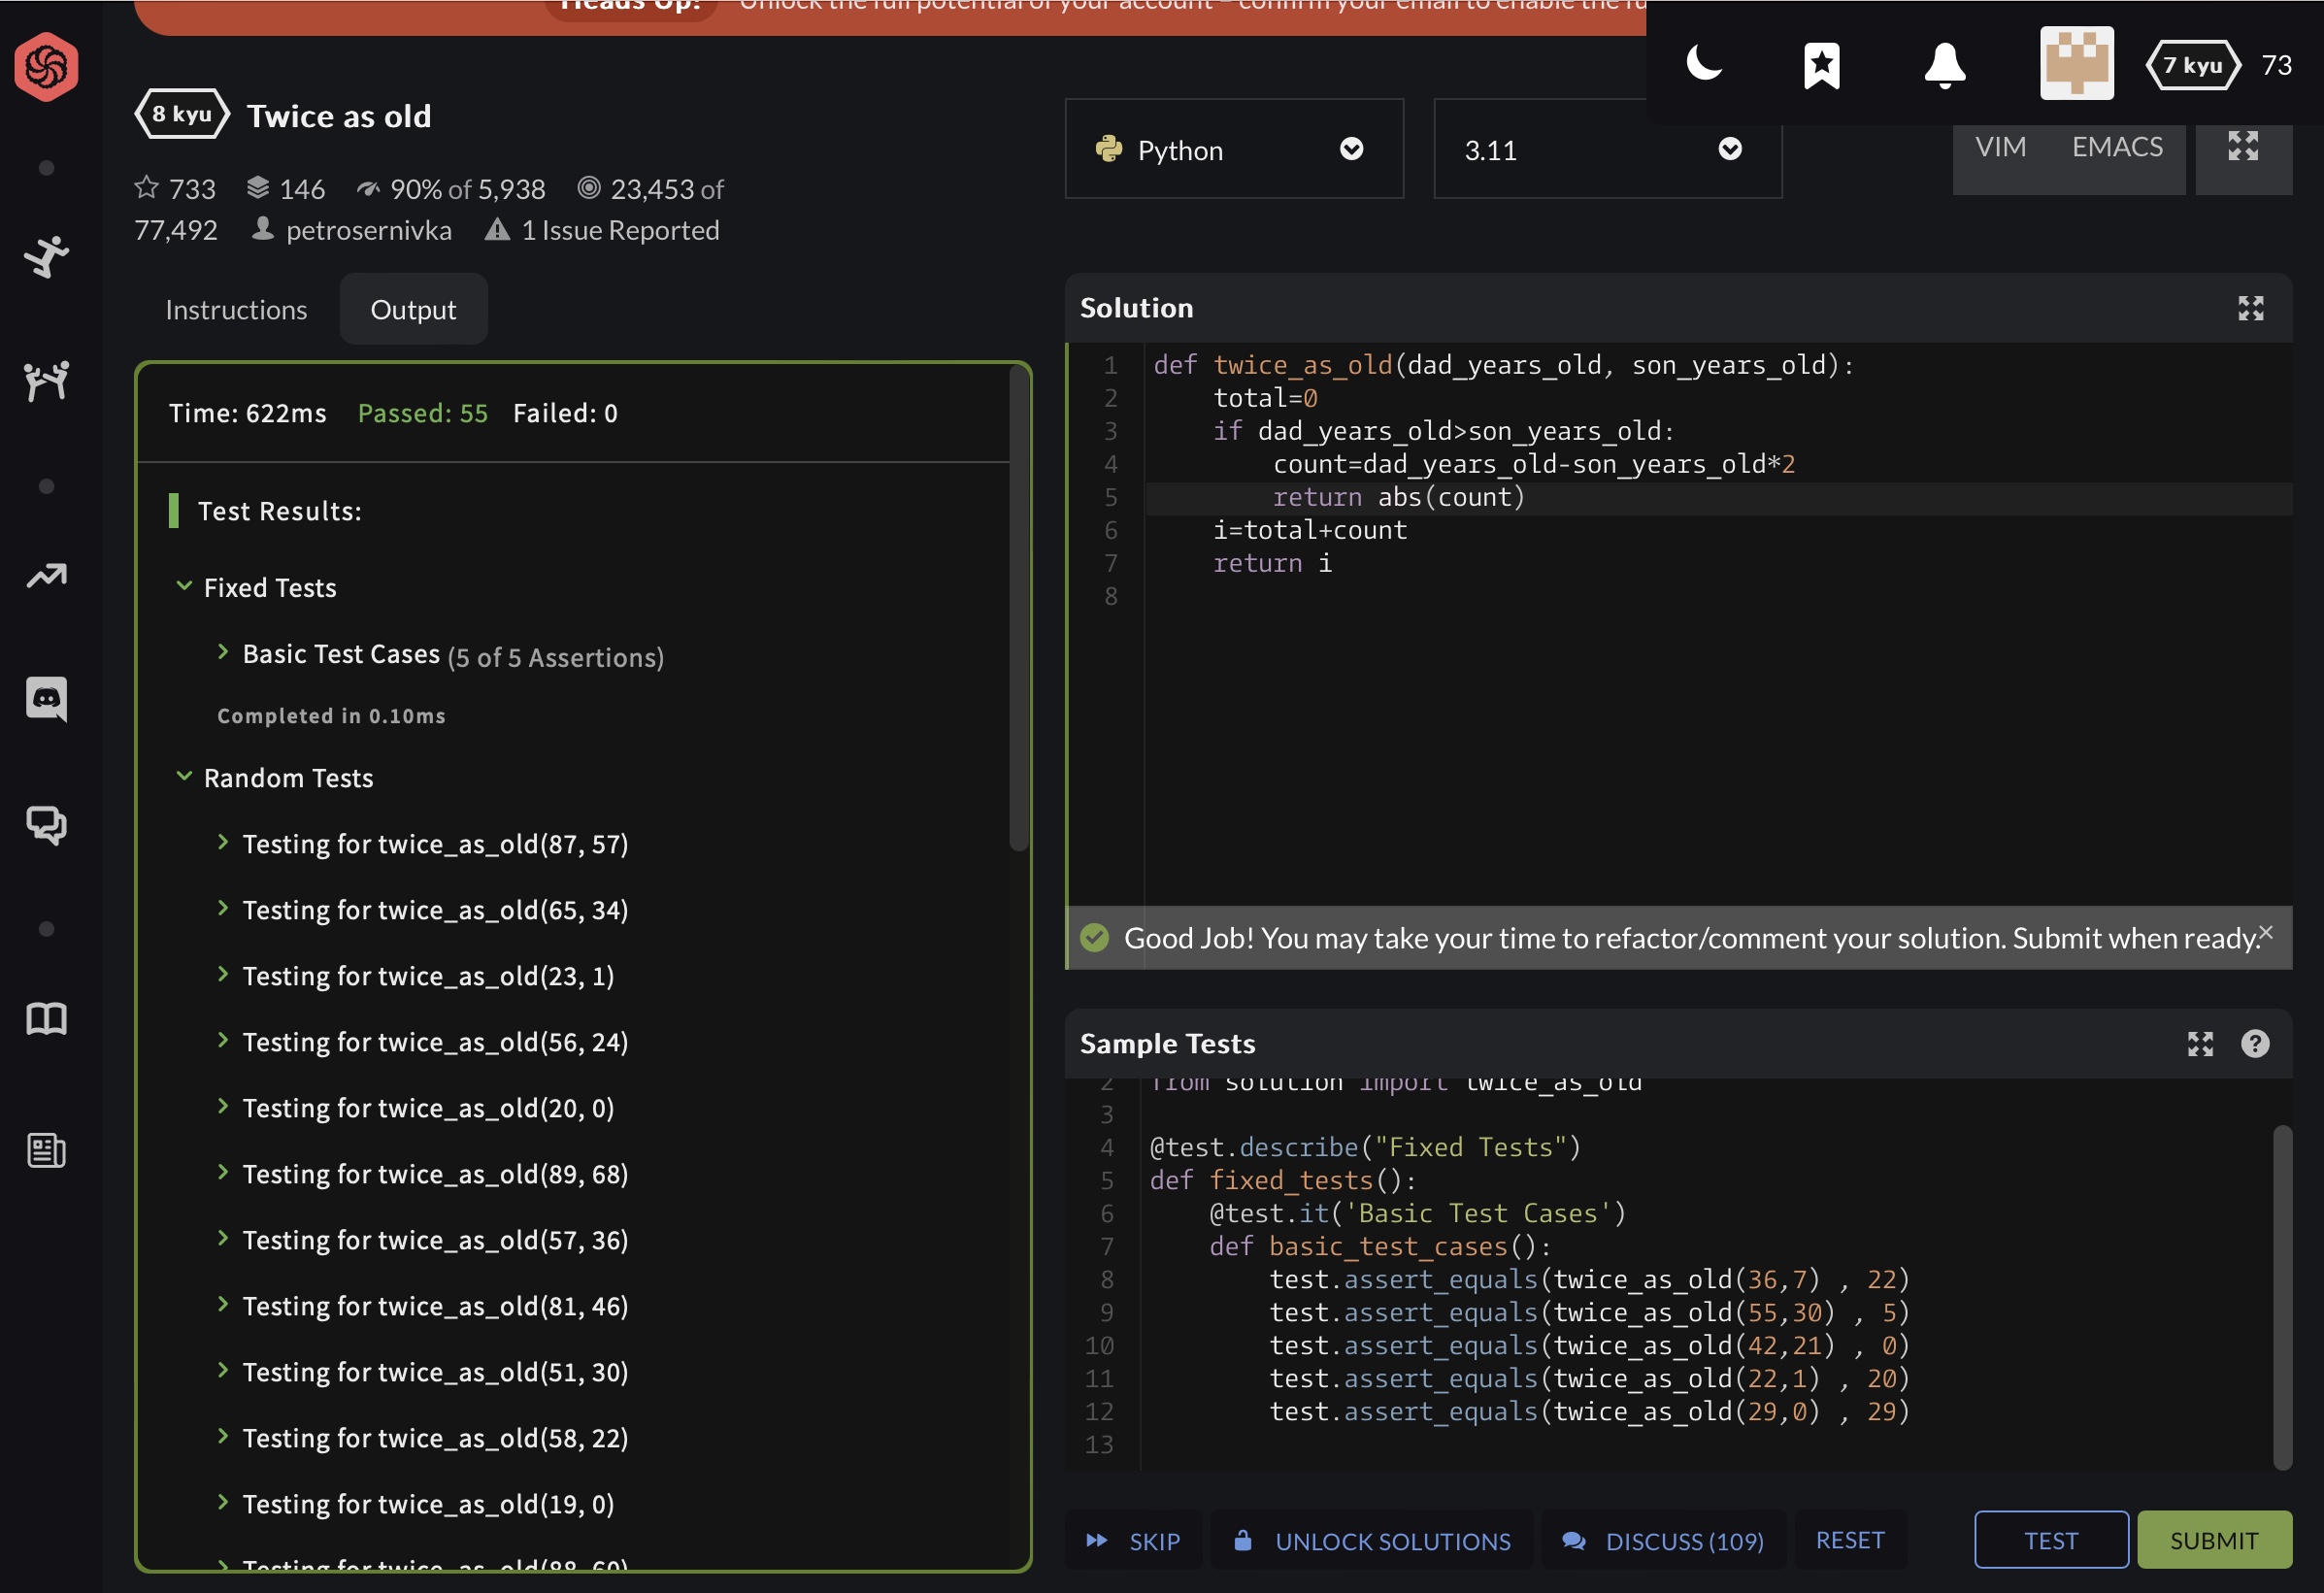 Heads Up! Unlock the full potential of your account – confirm your email to enable the fu
7 kyu 73
8 kyu Twice as old
733 146 90% of 5,938 23,453 of
77,492 petrosernivka 1 Issue Reported
Python 3.11 VIM EMACS
Instructions Output
Time: 622ms Passed: 55 Failed: 0
Test Results:
Fixed Tests
Basic Test Cases (5 of 5 Assertions)
Completed in 0.10ms
Random Tests
Testing for twice_as_old(87, 57)
Testing for twice_as_old(65, 34)
Testing for twice_as_old(23, 1)
Testing for twice_as_old(56, 24)
Testing for twice_as_old(20, 0)
Testing for twice_as_old(89, 68)
Testing for twice_as_old(57, 36)
Testing for twice_as_old(81, 46)
Testing for twice_as_old(51, 30)
Testing for twice_as_old(58, 22)
Testing for twice_as_old(19, 0)
Testing for twice_as_old(88, 60)
Solution
1 def twice_as_old(dad_years_old, son_years_old):
2     total=0
3     if dad_years_old>son_years_old:
4         count=dad_years_old-son_years_old*2
5         return abs(count)
6     i=total+count
7     return i
8
Good Job! You may take your time to refactor/comment your solution. Submit when ready.
Sample Tests
2 from solution import twice_as_old
3
4 @test.describe("Fixed Tests")
5 def fixed_tests():
6     @test.it('Basic Test Cases')
7     def basic_test_cases():
8         test.assert_equals(twice_as_old(36,7) , 22)
9         test.assert_equals(twice_as_old(55,30) , 5)
10         test.assert_equals(twice_as_old(42,21) , 0)
11         test.assert_equals(twice_as_old(22,1) , 20)
12         test.assert_equals(twice_as_old(29,0) , 29)
13
SKIP UNLOCK SOLUTIONS DISCUSS (109) RESET TEST SUBMIT